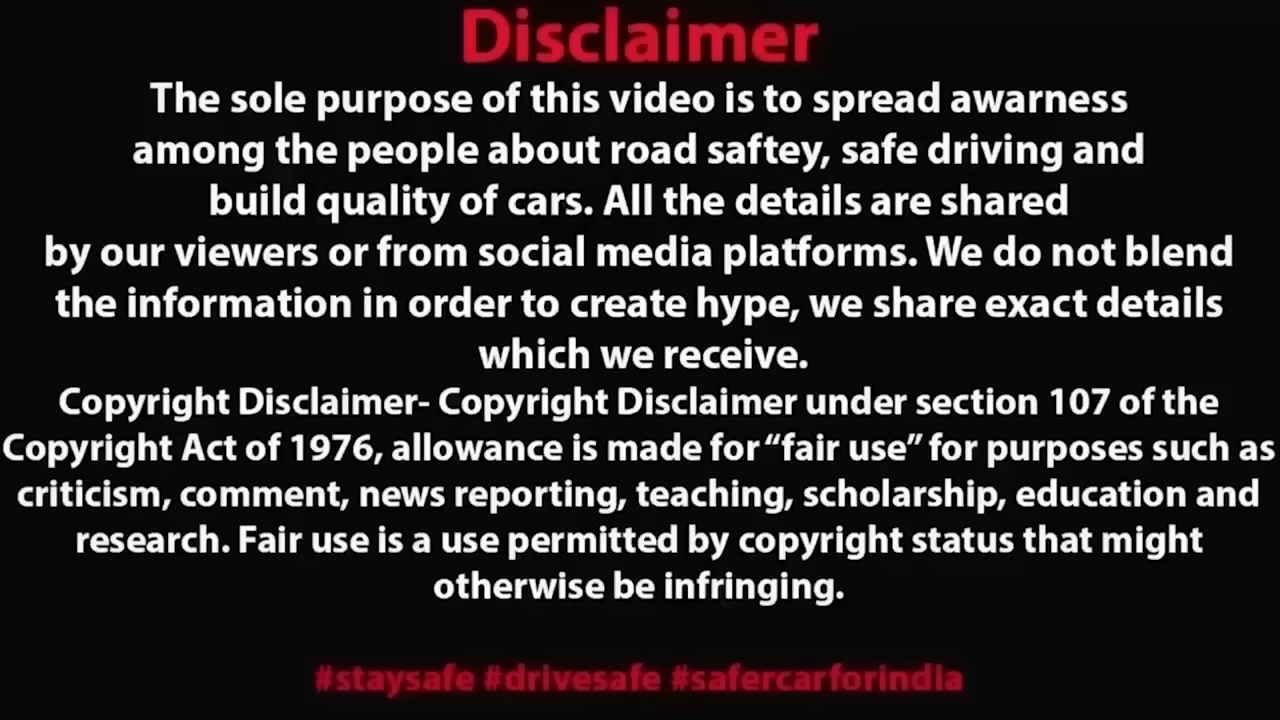 Disclaimer
The sole purpose of this video is to spread awarness
among the people about road saftey, safe driving and
build quality of cars. All the details are shared
by our viewers or from social media platforms. We do not blend
the information in order to create hype, we share exact details
which we receive.
Copyright Disclaimer- Copyright Disclaimer under section 107 of the
Copyright Act of 1976, allowance is made for “fair use” for purposes such as
criticism, comment, news reporting, teaching, scholarship, education and
research. Fair use is a use permitted by copyright status that might
otherwise be infringing.
#staysafe #drivesafe #safercarforindia